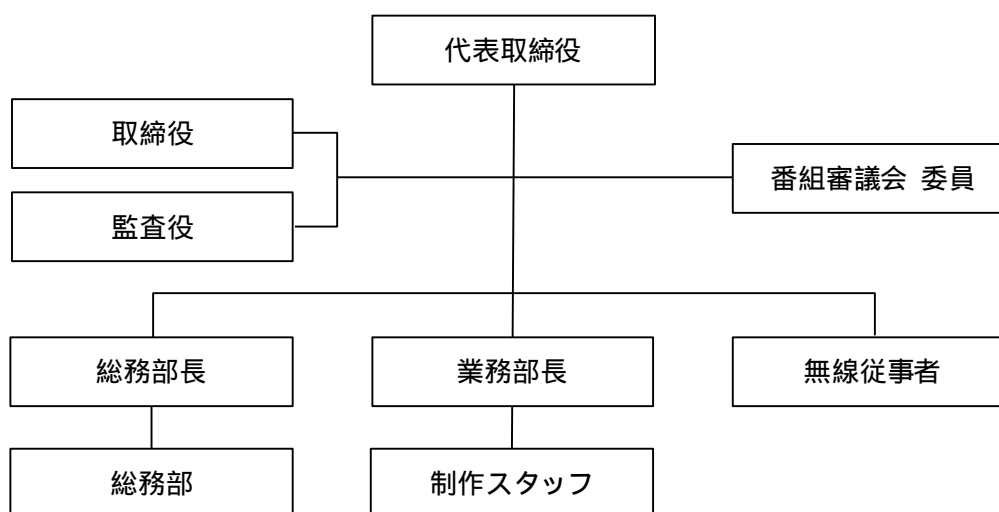 代表取締役
取締役
番組審議会 委員
監査役
総務部長
業務部長
無線従事者
総務部
制作スタッフ